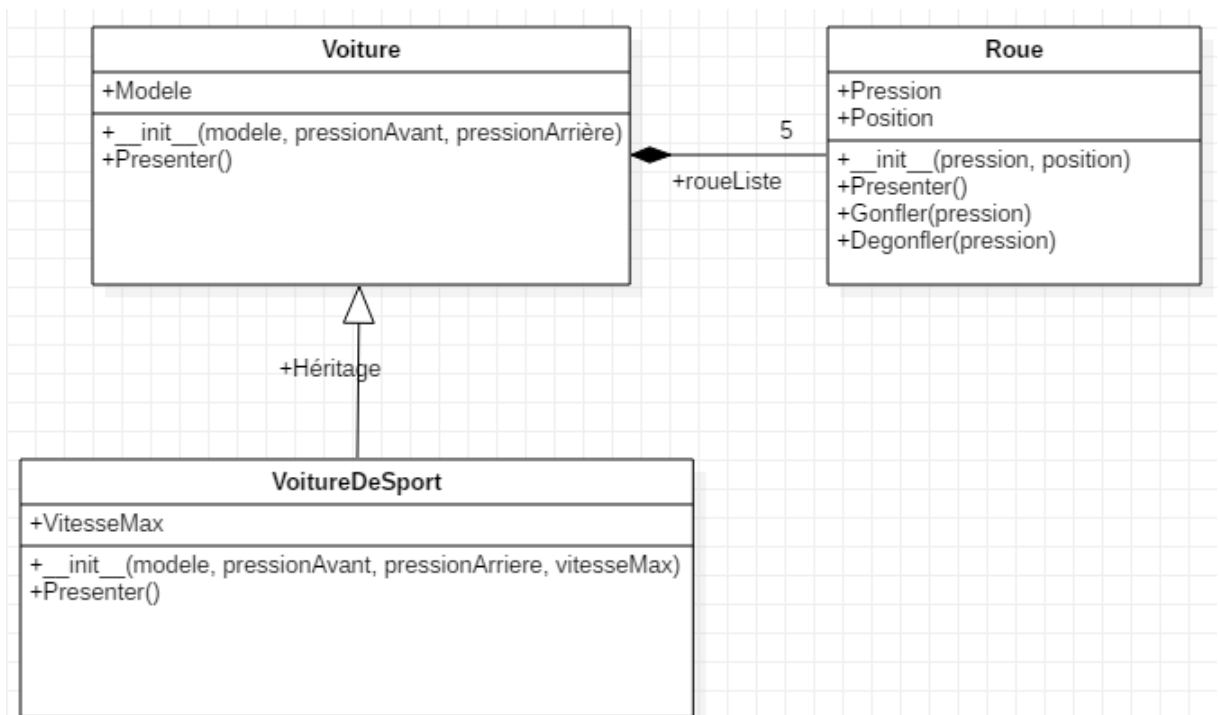 Voiture
+Modele
+__init__(modele, pressionAvant, pressionArrière)
+Presenter()
5
+roueListe
Roue
+Pression
+Position
+__init__(pression, position)
+Presenter()
+Gonfler(pression)
+Degonfler(pression)
+Héritage
VoitureDeSport
+VitesseMax
+__init__(modele, pressionAvant, pressionArriere, vitesseMax)
+Presenter()